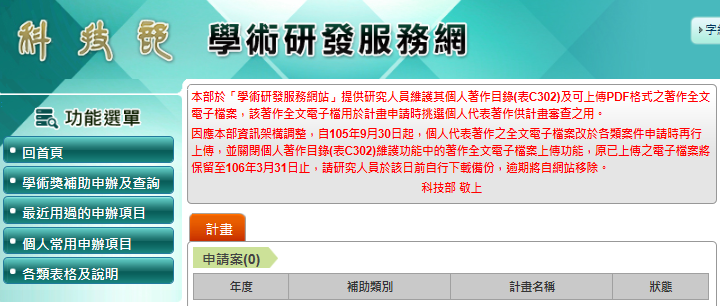 科技部 學術研發服務網
字級
本部於「學術研發服務網站」提供研究人員維護其個人著作目錄(表C302)及可上傳PDF格式之著作全文
電子檔案，該著作全文電子檔用於計畫申請時挑選個人代表著作供計畫審查之用。
因應本部資訊架構調整，自105年9月30日起，個人代表著作之全文電子檔案改於各類案件申請時再行
上傳，並關閉個人著作目錄(表C302)維護功能中的著作全文電子檔案上傳功能，原已上傳之電子檔案將
保留至106年3月31日止，請研究人員於該日前自行下載備份，逾期將自網站移除。
科技部 敬上
功能選單
回首頁
學術獎補助申辦及查詢
最近用過的申辦項目
個人常用申辦項目
各類表格及說明
計畫
申請案(0)
年度 補助類別 計畫名稱 狀態